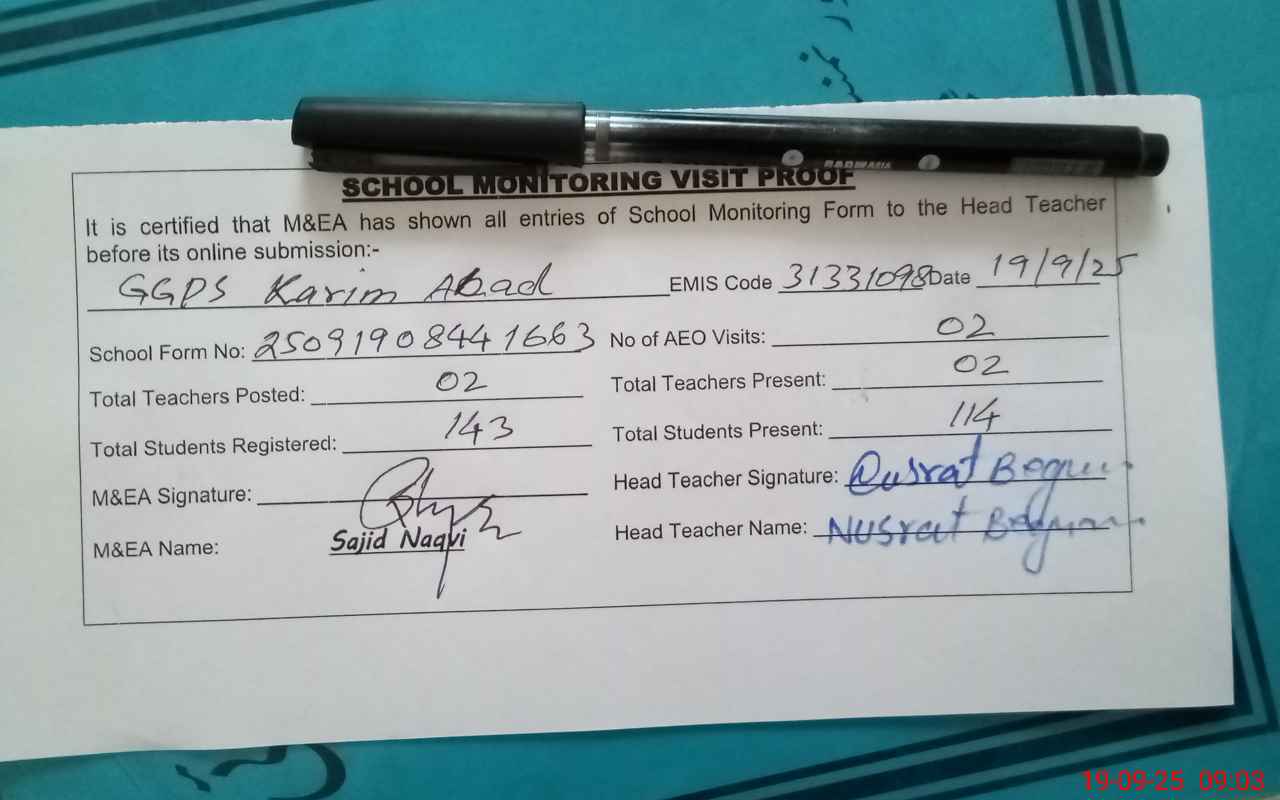 SCHOOL MONITORING VISIT PROOF
It is certified that M&EA has shown all entries of School Monitoring Form to the Head Teacher
before its online submission:-
GGPS Karim Abad EMIS Code 31331098 Date 19/9/25
School Form No: 25091908441663 No of AEO Visits: 02
Total Teachers Posted: 02 Total Teachers Present: 02
Total Students Registered: 143 Total Students Present: 114
M&EA Signature: Head Teacher Signature: Nusrat Begum
M&EA Name: Sajid Naqvi Head Teacher Name: Nusrat Begum
19-09-25 09:03